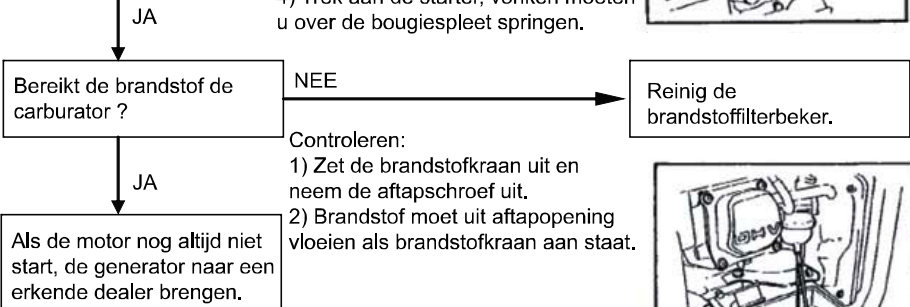 4) Trek aan de starter, vonken moeten
JA
u over de bougiespleet springen.
Bereikt de brandstof de
carburator ?
NEE
Reinig de
brandstoffilterbeker.
Controleren:
1) Zet de brandstofkraan uit en
neem de aftapschroef uit.
2) Brandstof moet uit aftapopening
vloeien als brandstofkraan aan staat.
JA
Als de motor nog altijd niet
start, de generator naar een
erkende dealer brengen.
OHV